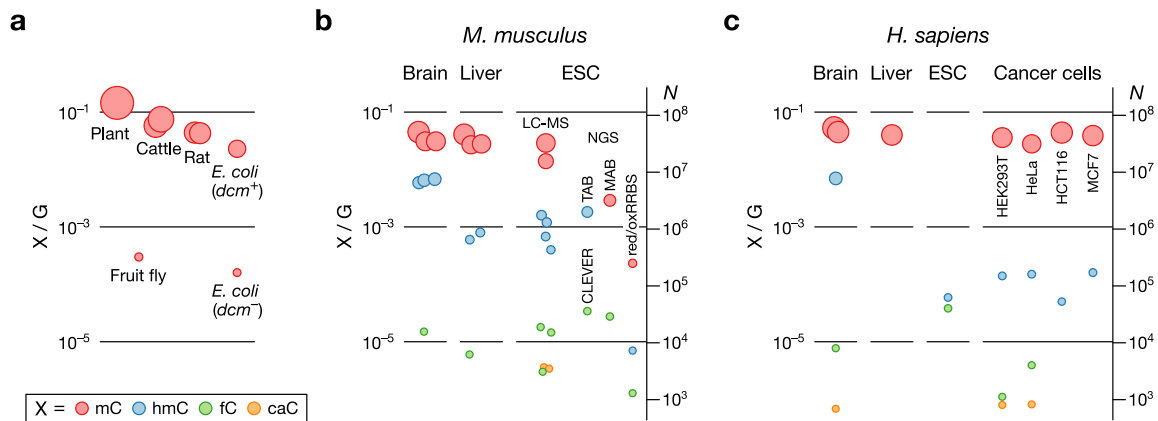 a
X / G
10⁻¹
10⁻³
10⁻⁵
Plant
Cattle
Rat
E. coli
(dcm⁺)
Fruit fly
E. coli
(dcm⁻)
X = mC hmC fC caC
b
M. musculus
Brain Liver ESC
X / G
10⁻¹
10⁻³
10⁻⁵
LC-MS
NGS
TAB
MAB
red/oxRRBS
CLEVER
N
10⁸
10⁷
10⁶
10⁵
10⁴
10³
c
H. sapiens
Brain Liver ESC Cancer cells
X / G
10⁻¹
10⁻³
10⁻⁵
HEK293T
HeLa
HCT116
MCF7
N
10⁸
10⁷
10⁶
10⁵
10⁴
10³